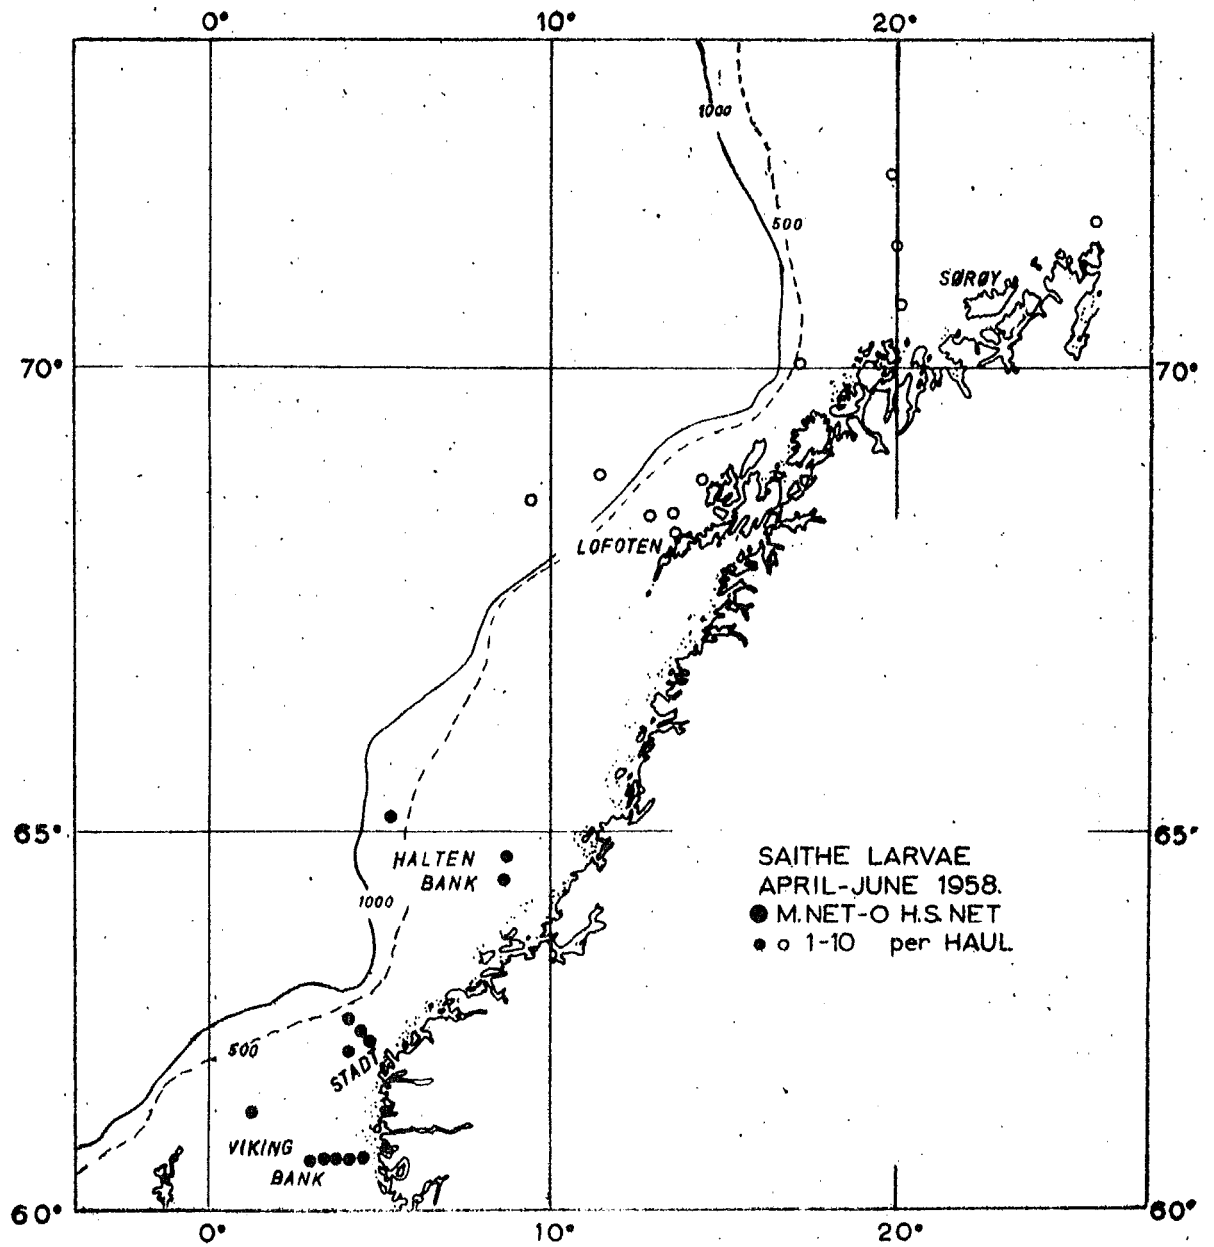 0° 10° 20°
1000
500
SØRØY
70° 70°
LOFOTEN
65° 65°
HALTEN
BANK
1000
SAITHE LARVAE
APRIL-JUNE 1958.
● M.NET-O H.S. NET
● ○ 1-10 per HAUL
500
STADT
VIKING
BANK
60° 60°
0° 10° 20°